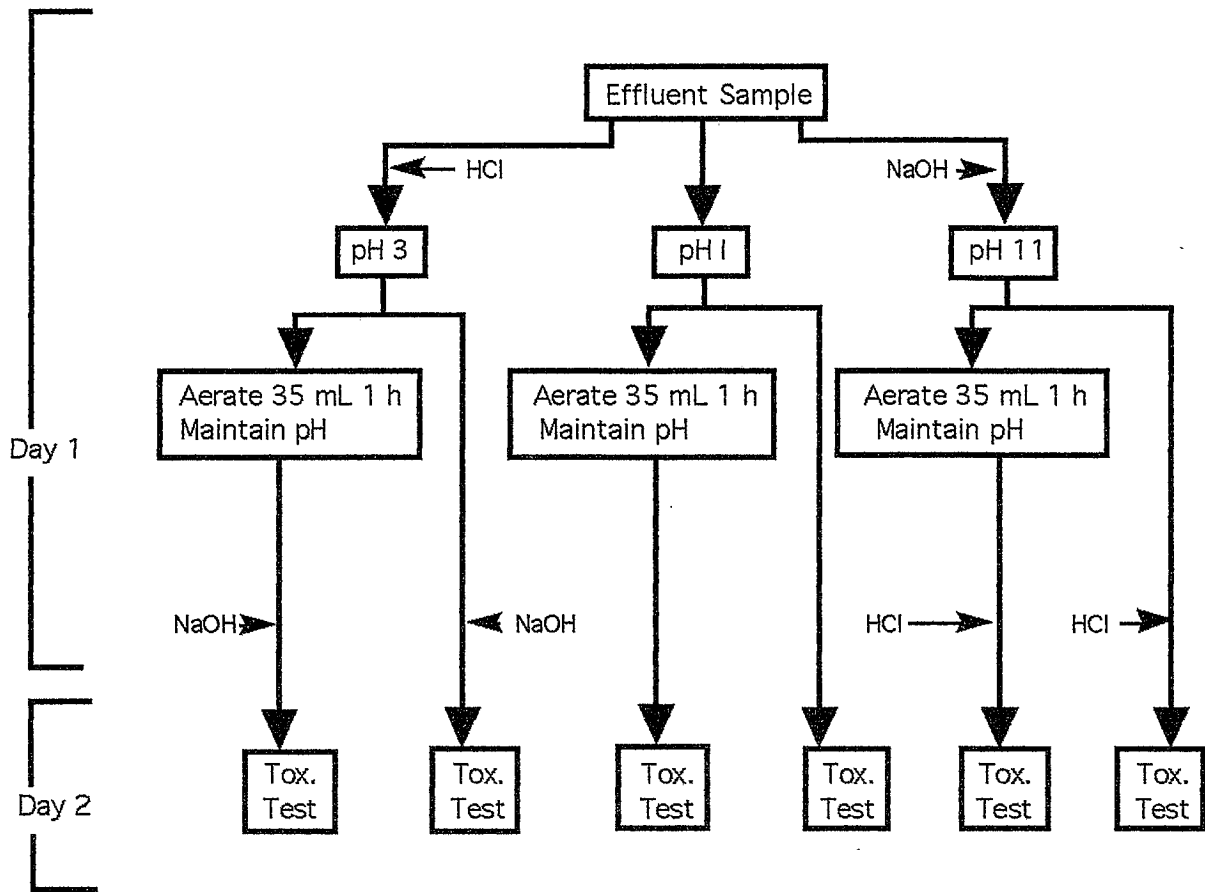 Effluent Sample
HCl
NaOH
pH 3
pH I
pH 11
Aerate 35 mL 1 h
Maintain pH
Aerate 35 mL 1 h
Maintain pH
Aerate 35 mL 1 h
Maintain pH
Day 1
NaOH
NaOH
HCl
HCl
Tox.
Test
Tox.
Test
Tox.
Test
Tox.
Test
Tox.
Test
Tox.
Test
Day 2